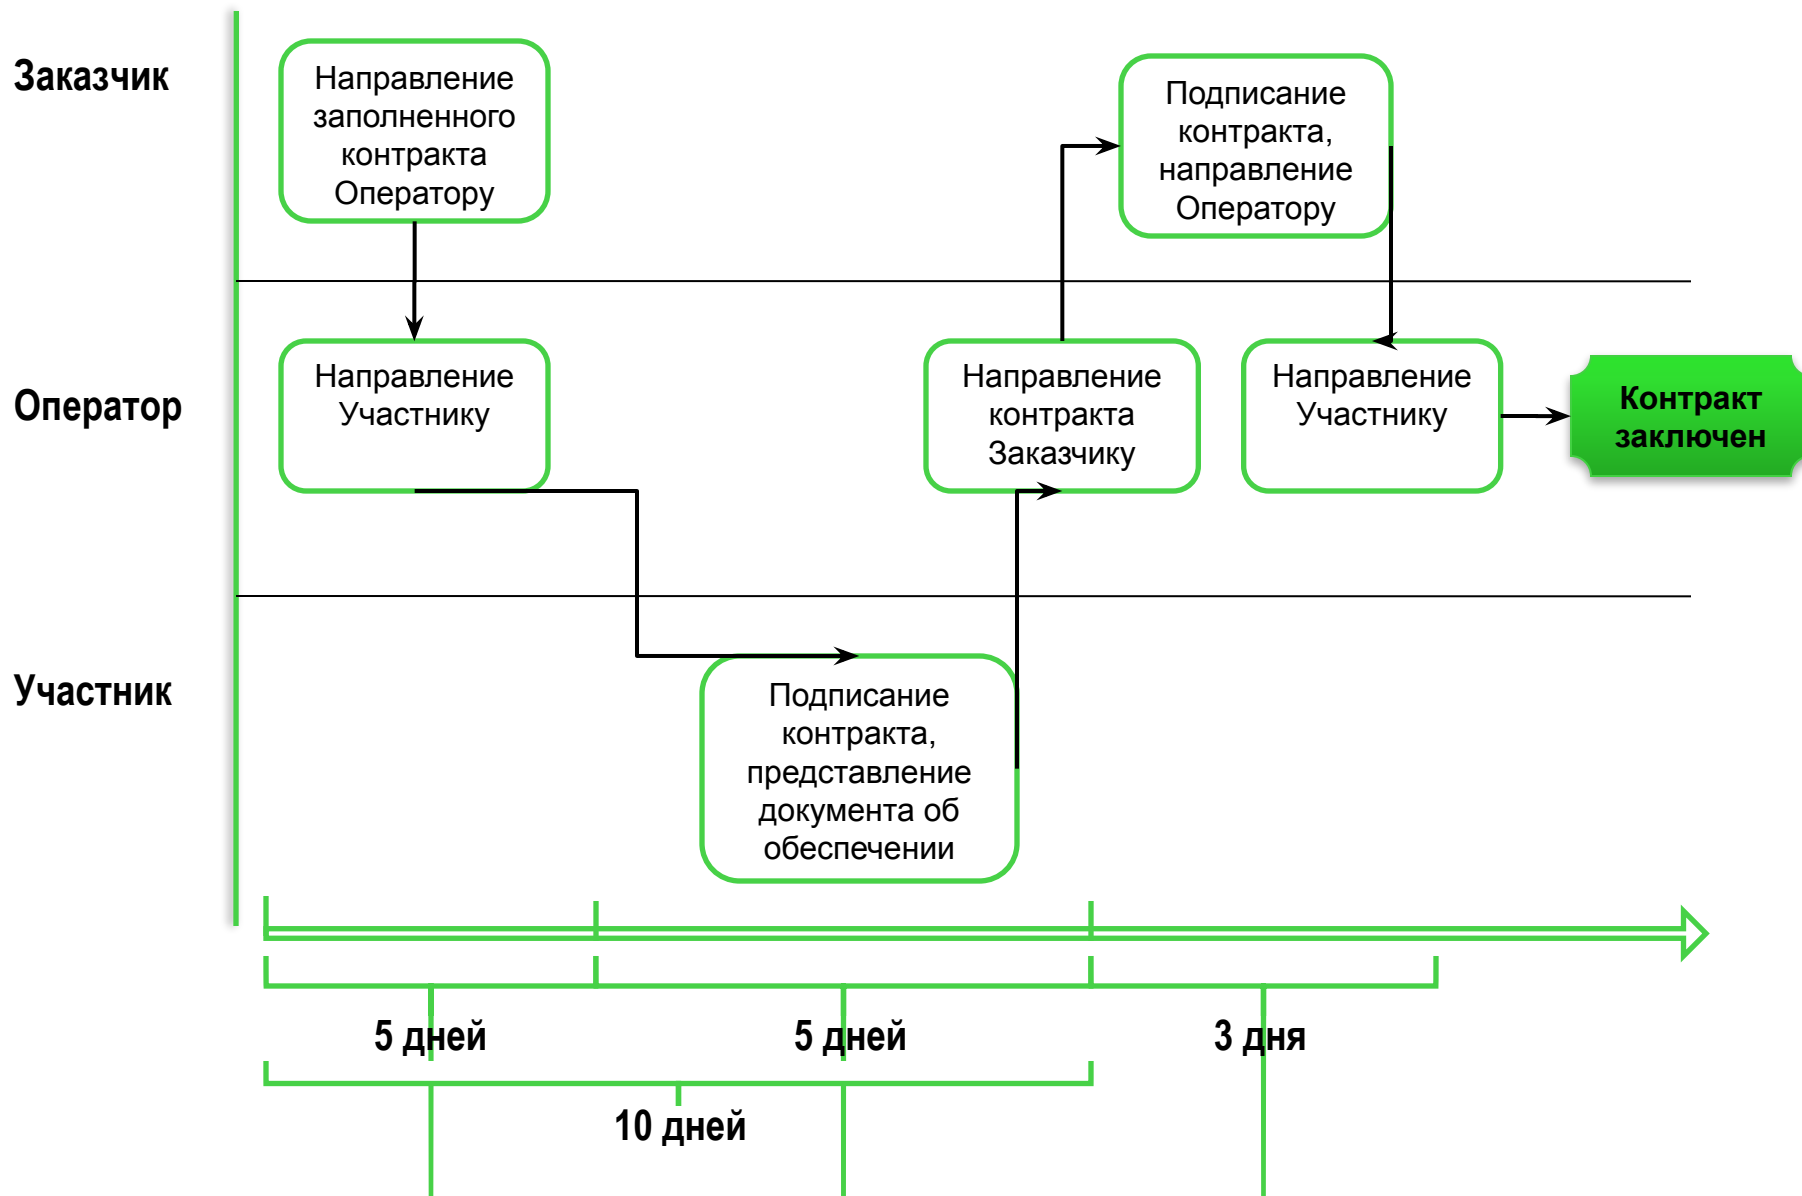 Заказчик
Направление
заполненного
контракта
Оператору
Подписание
контракта,
направление
Оператору
Оператор
Направление
Участнику
Направление
контракта
Заказчику
Направление
Участнику
Контракт
заключен
Участник
Подписание
контракта,
представление
документа об
обеспечении
5 дней
5 дней
3 дня
10 дней